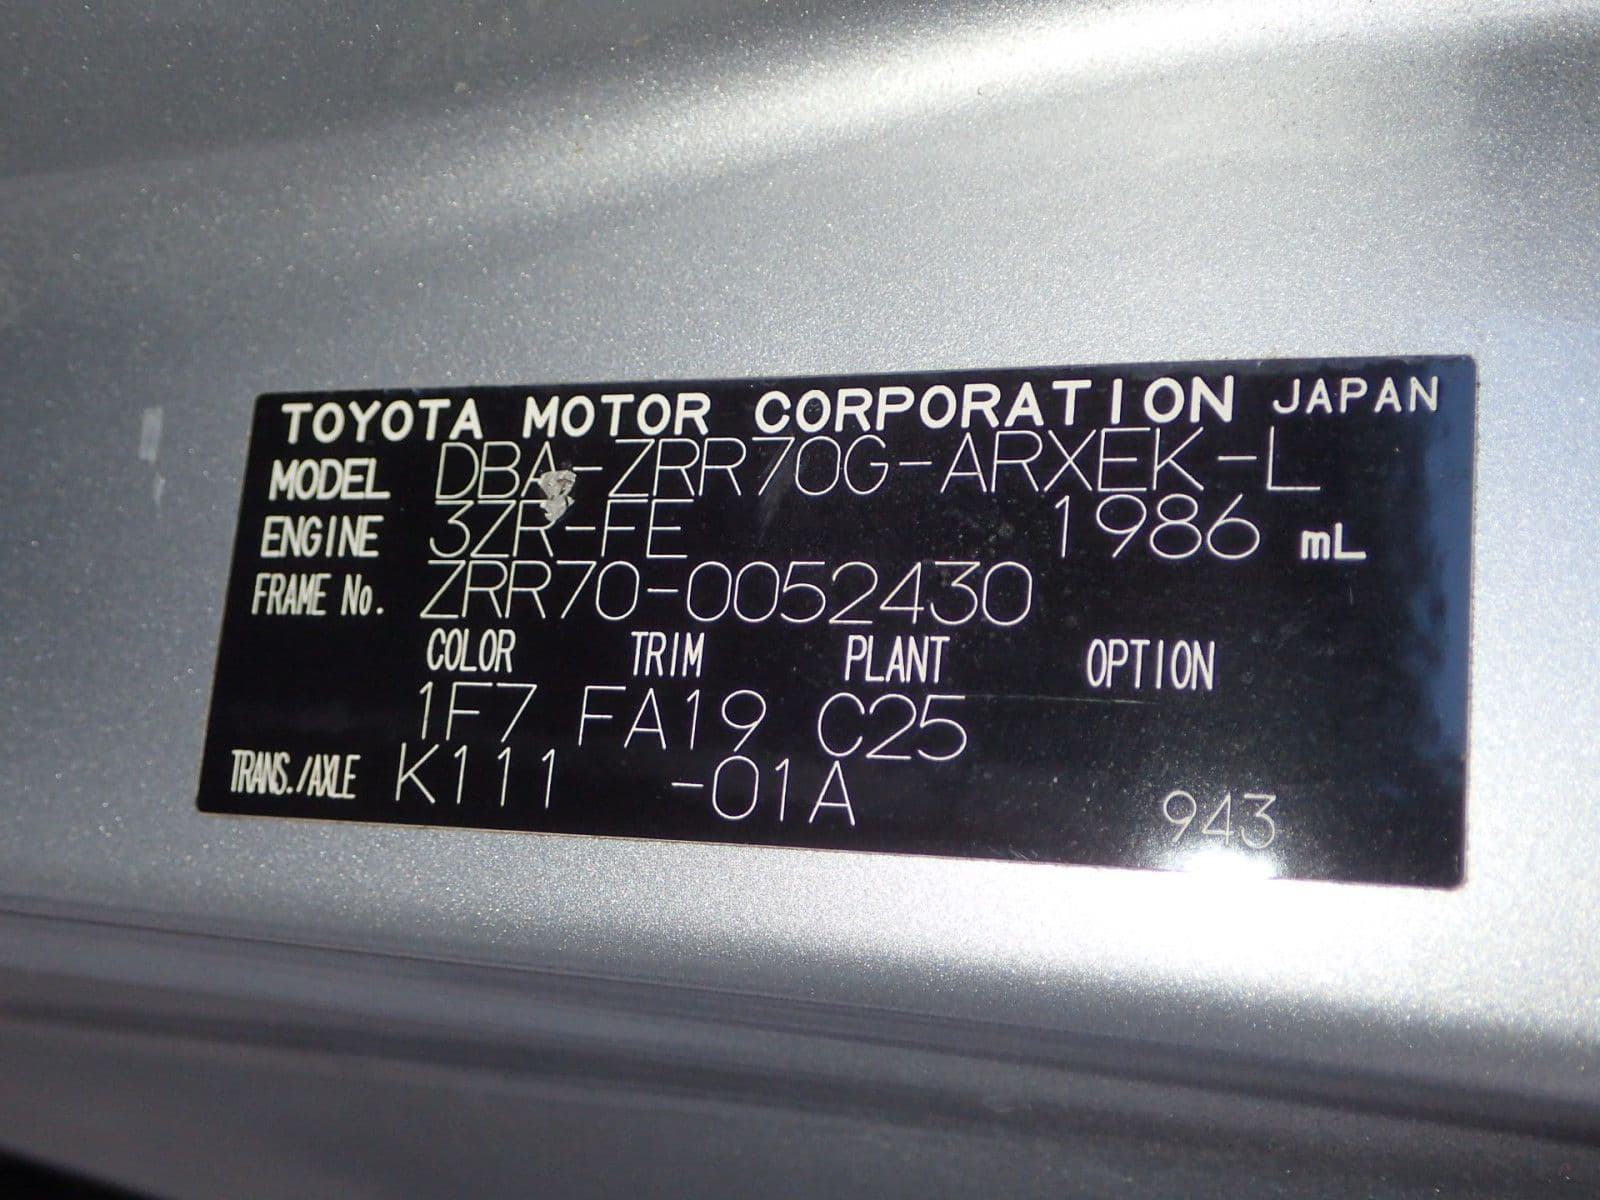 TOYOTA MOTOR CORPORATION JAPAN
MODEL DBA-ZRR70G-ARXEK-L
ENGINE 3ZR-FE 1986 mL
FRAME No. ZRR70-0052430
COLOR TRIM PLANT OPTION
1F7 FA19 C25
TRANS./AXLE K111 -01A
943